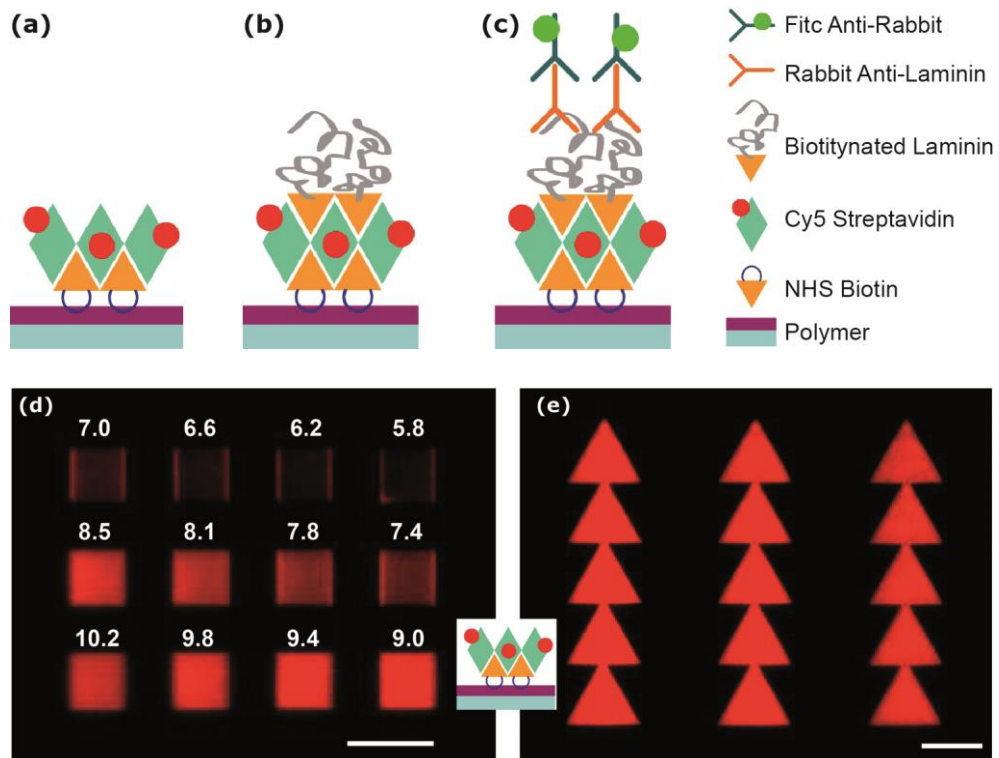 (a)
(b)
(c)
Fitc Anti-Rabbit
Rabbit Anti-Laminin
Biotitynated Laminin
Cy5 Streptavidin
NHS Biotin
Polymer
(d)
7.0 6.6 6.2 5.8
8.5 8.1 7.8 7.4
10.2 9.8 9.4 9.0
(e)